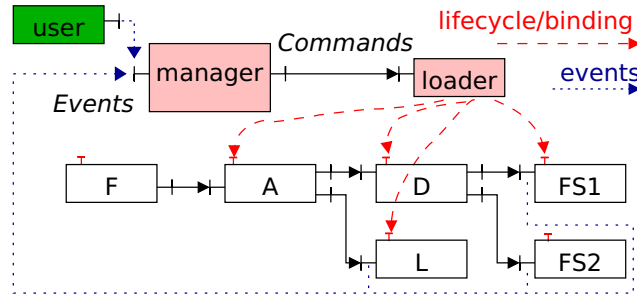 user
lifecycle/binding
Commands
manager
loader
events
Events
F
A
D
FS1
L
FS2